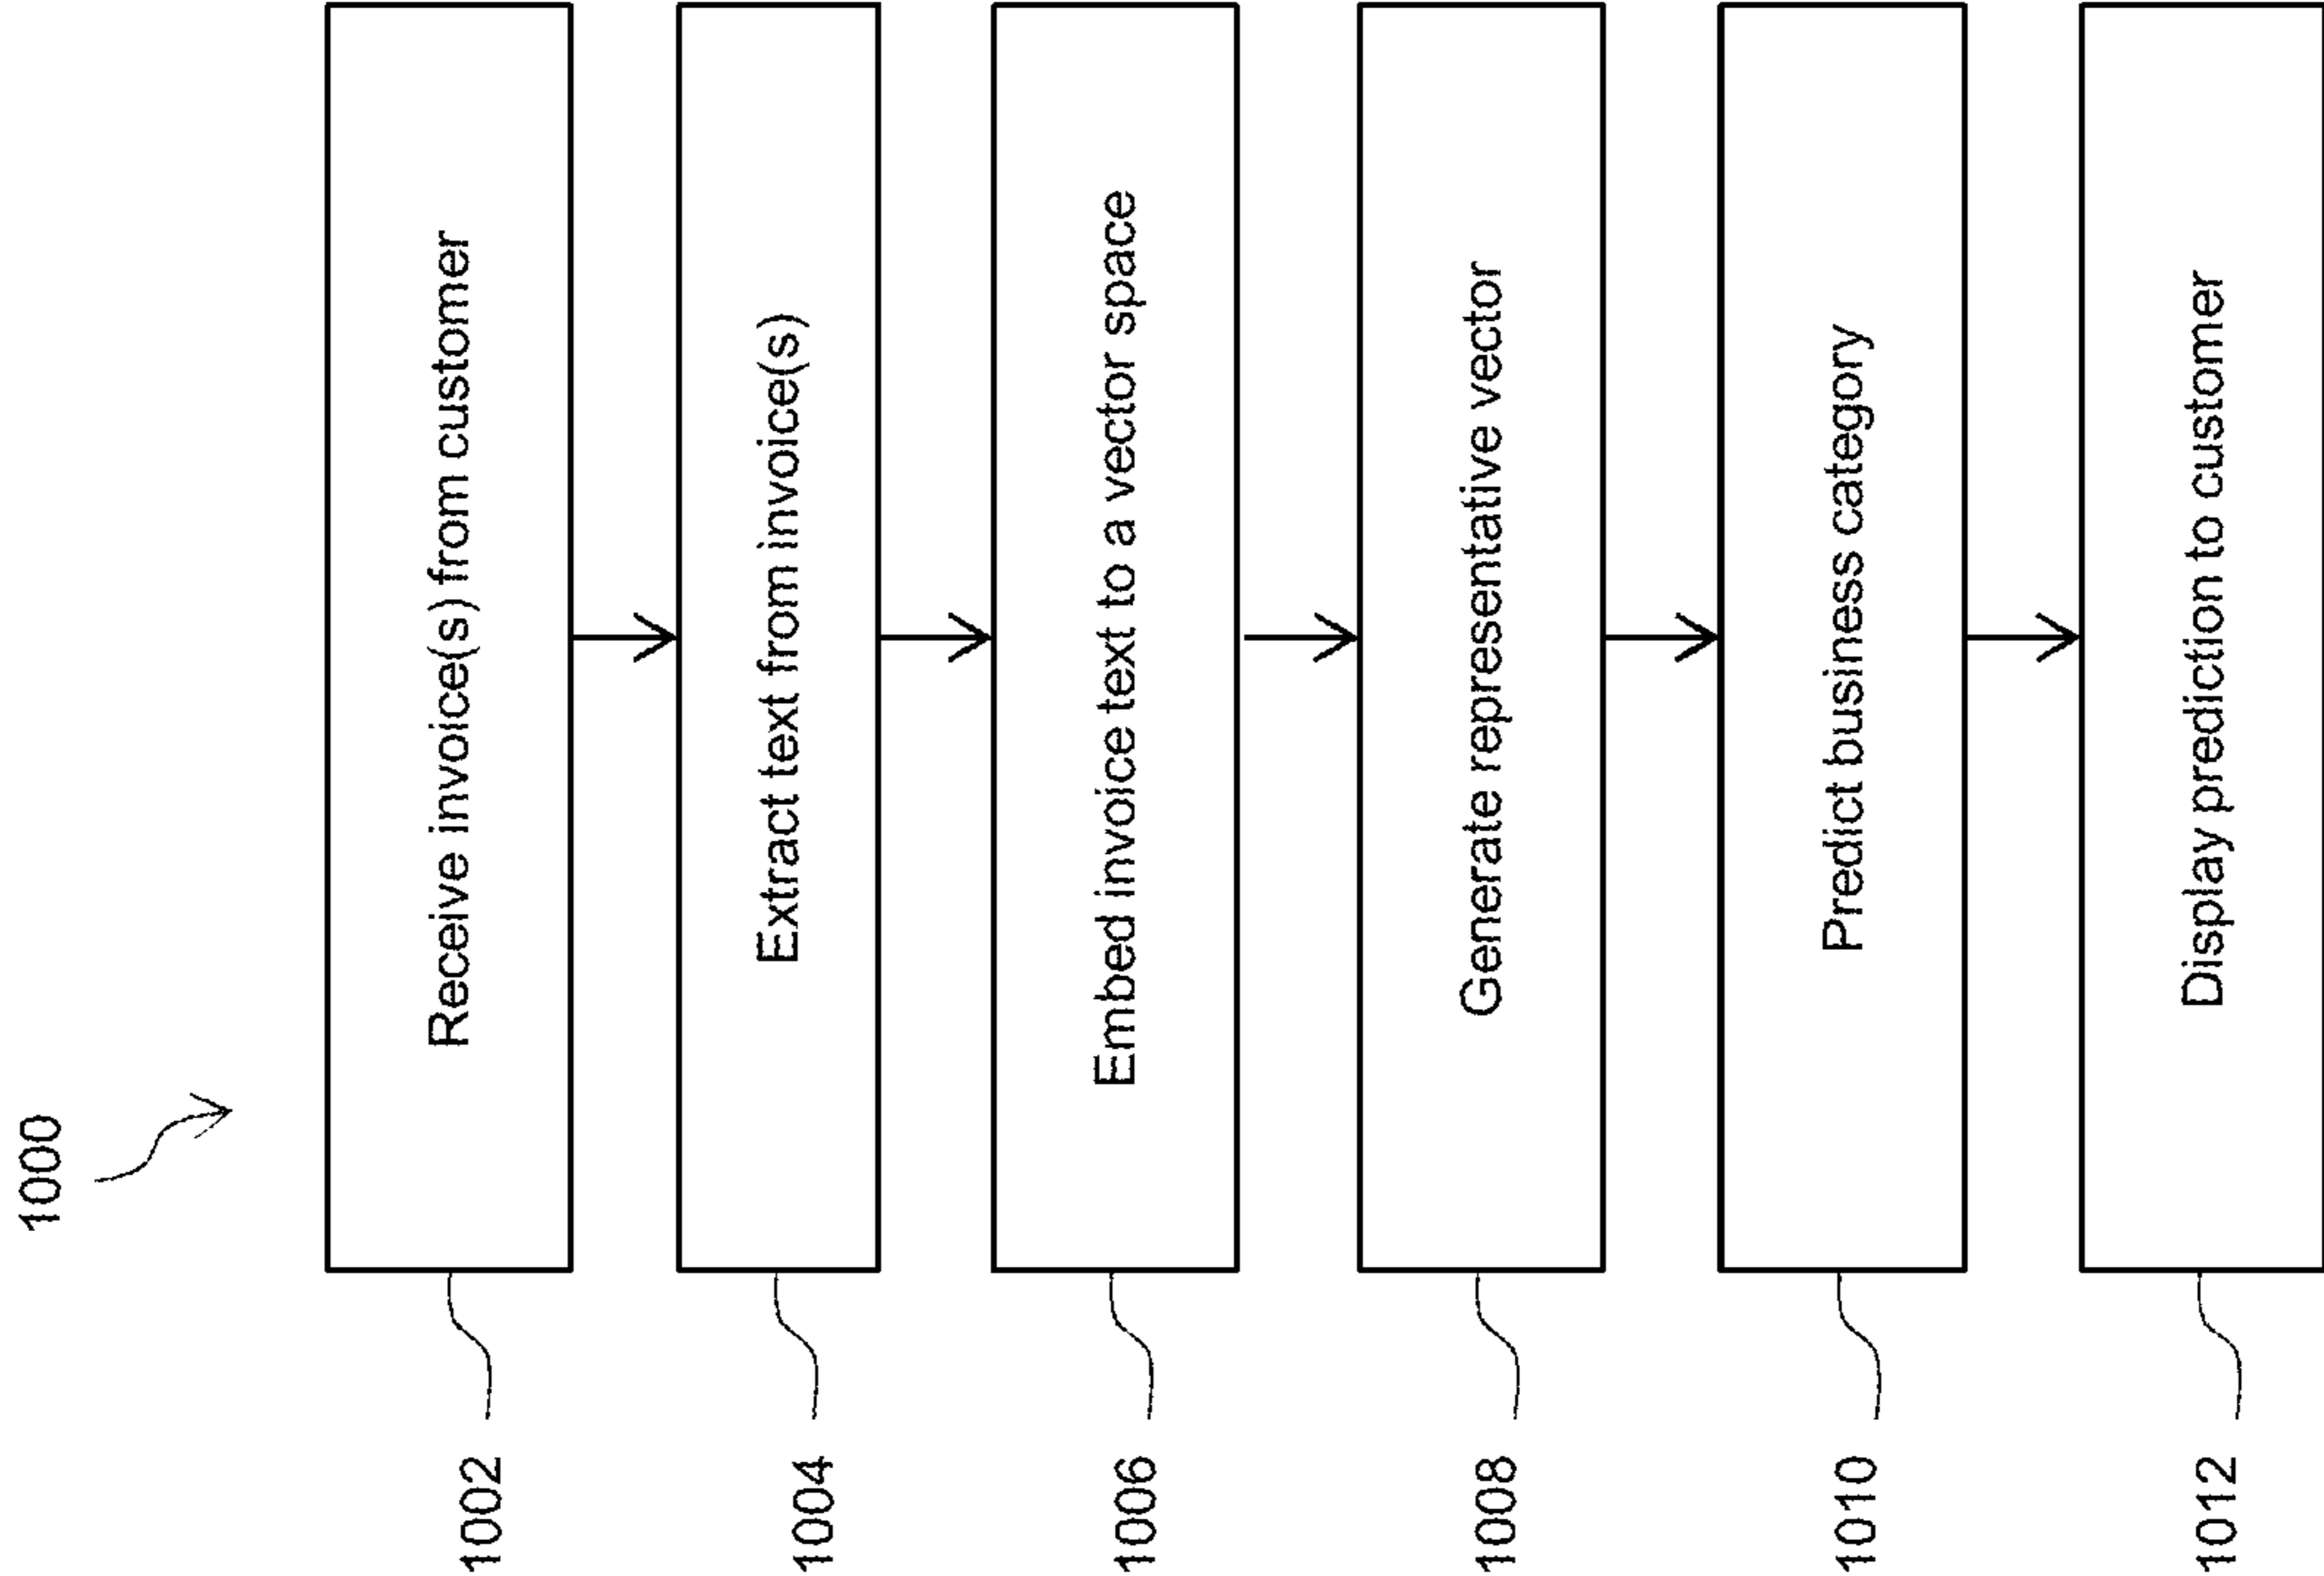 1000
1002
Receive invoice(s) from customer
1004
Extract text from invoice(s)
1006
Embed invoice text to a vector space
1008
Generate representative vector
1010
Predict business category
1012
Display prediction to customer